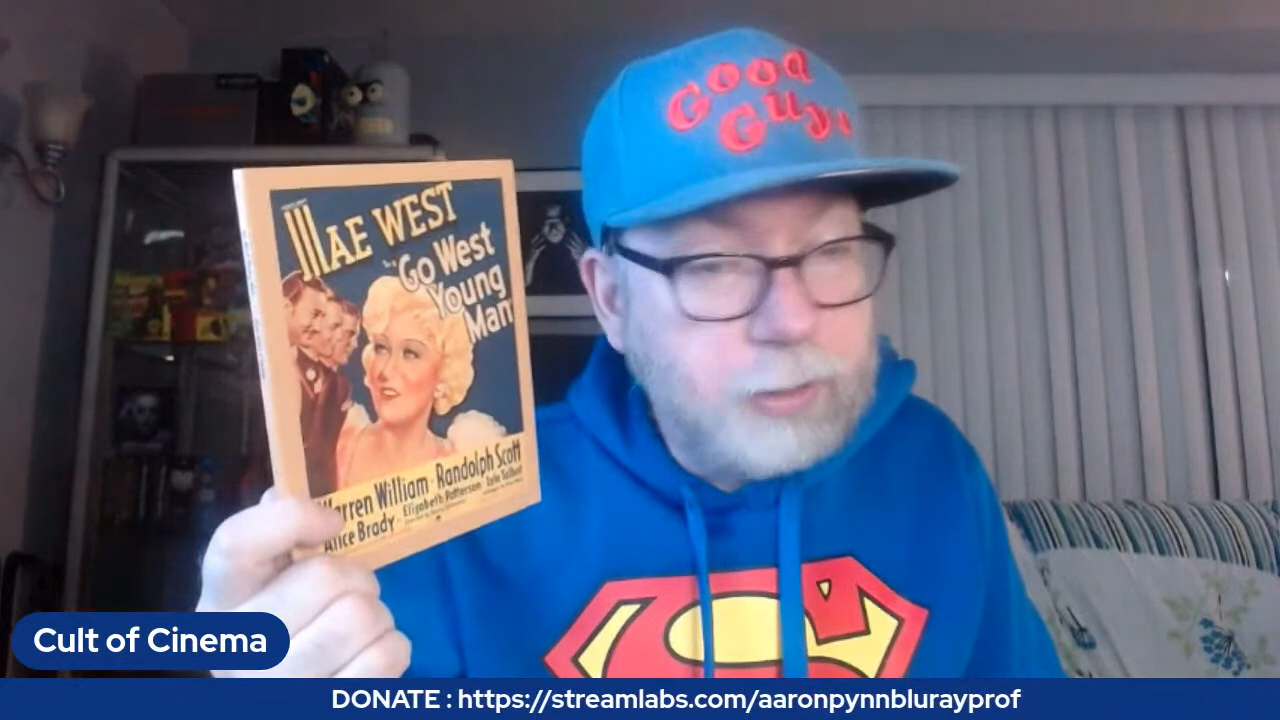 Good
Guys
MAE WEST
Go West
Young
Man
Warren William · Randolph Scott
Alice Brady · Elizabeth Patterson Lyle Talbot
Cult of Cinema
DONATE : https://streamlabs.com/aaronpynnblurayprof